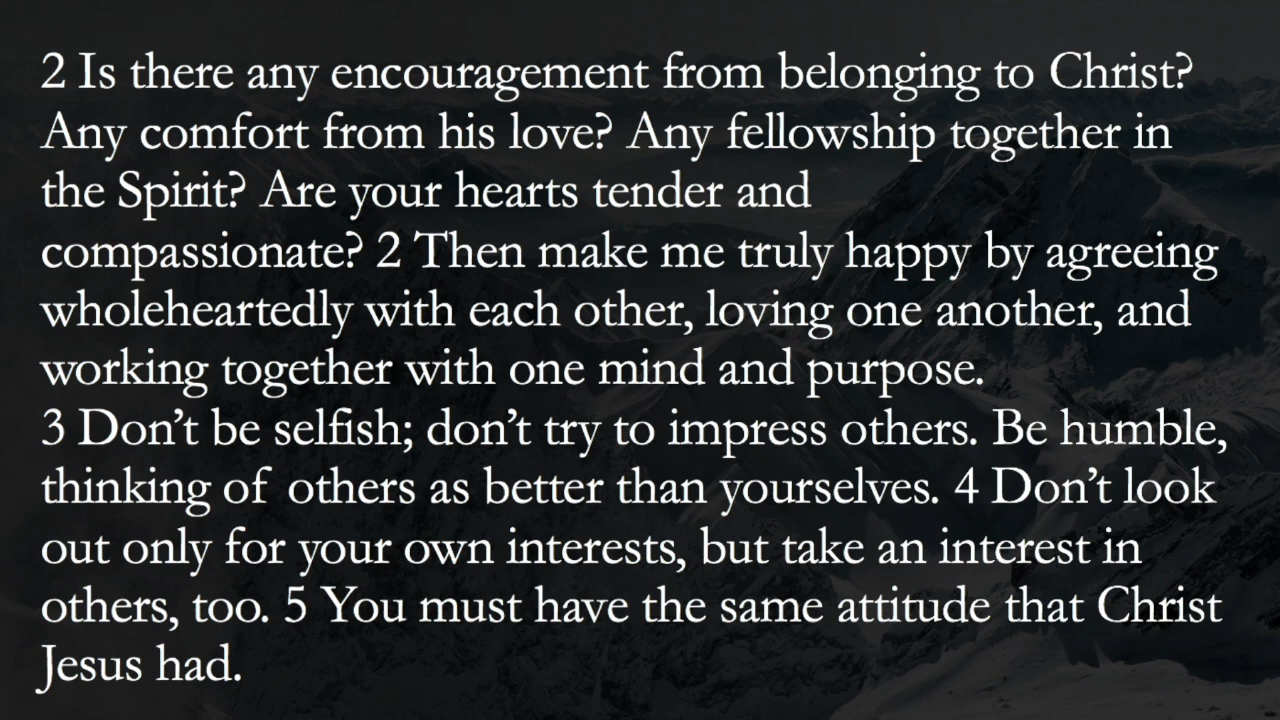 2 Is there any encouragement from belonging to Christ?
Any comfort from his love? Any fellowship together in
the Spirit? Are your hearts tender and
compassionate? 2 Then make me truly happy by agreeing
wholeheartedly with each other, loving one another, and
working together with one mind and purpose.
3 Don’t be selfish; don’t try to impress others. Be humble,
thinking of others as better than yourselves. 4 Don’t look
out only for your own interests, but take an interest in
others, too. 5 You must have the same attitude that Christ
Jesus had.